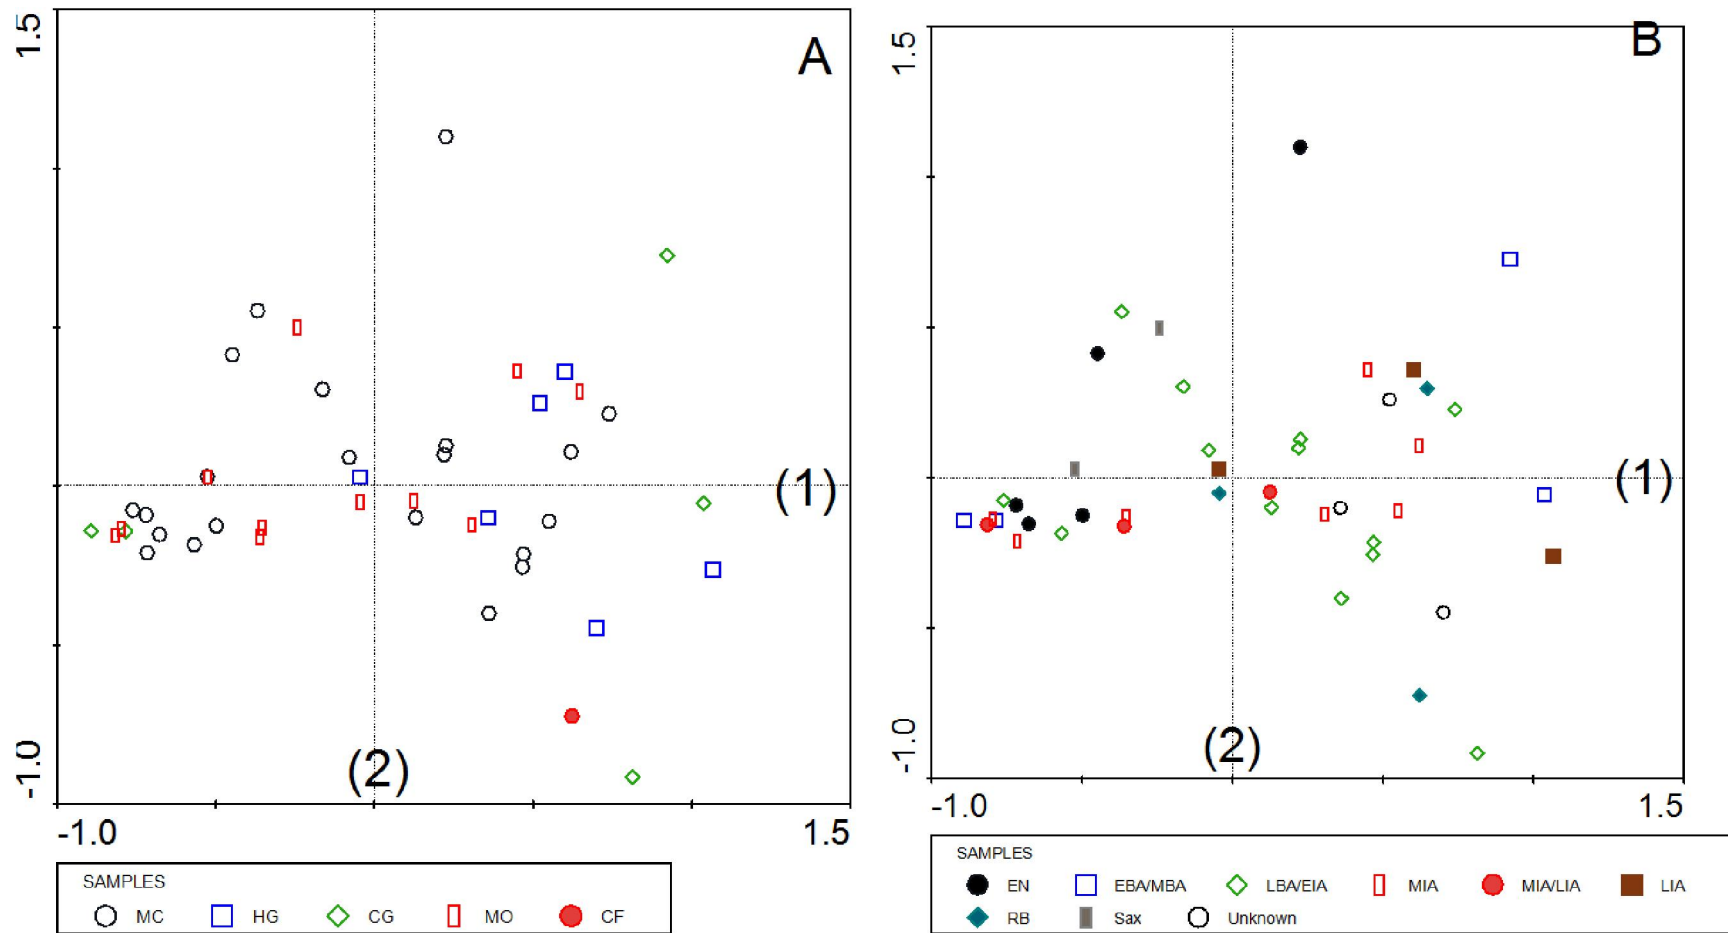 1.5
A
(1)
-1.0
(2)
-1.0
1.5
SAMPLES
MC
HG
CG
MO
CF
1.5
B
(1)
-1.0
(2)
-1.0
1.5
SAMPLES
EN
EBA/MBA
LBA/EIA
MIA
MIA/LIA
LIA
RB
Sax
Unknown